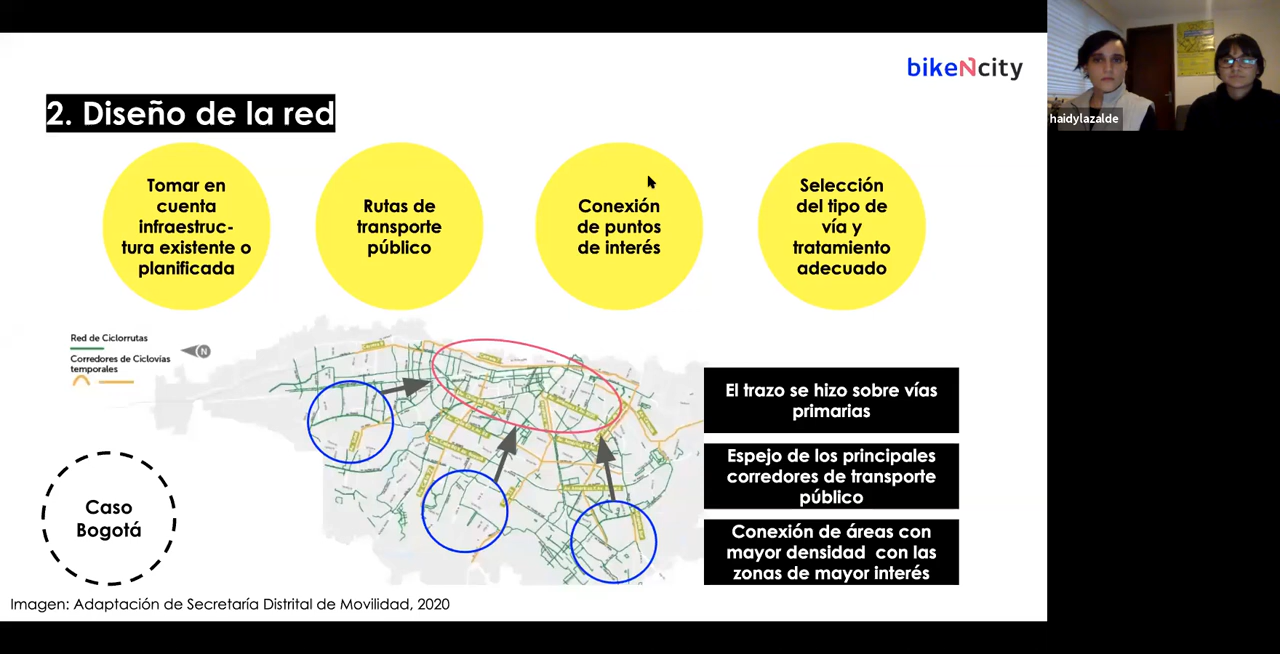 bikeNcity
haidylazalde
2. Diseño de la red
Tomar en
cuenta
infraestruc-
tura existente o
planificada
Rutas de
transporte
público
Conexión
de puntos
de interés
Selección
del tipo de
vía y
tratamiento
adecuado
Red de Ciclorrutas
Corredores de Ciclovías
temporales
N
El trazo se hizo sobre vías
primarias
Espejo de los principales
corredores de transporte
público
Conexión de áreas con
mayor densidad con las
zonas de mayor interés
Caso
Bogotá
Imagen: Adaptación de Secretaría Distrital de Movilidad, 2020